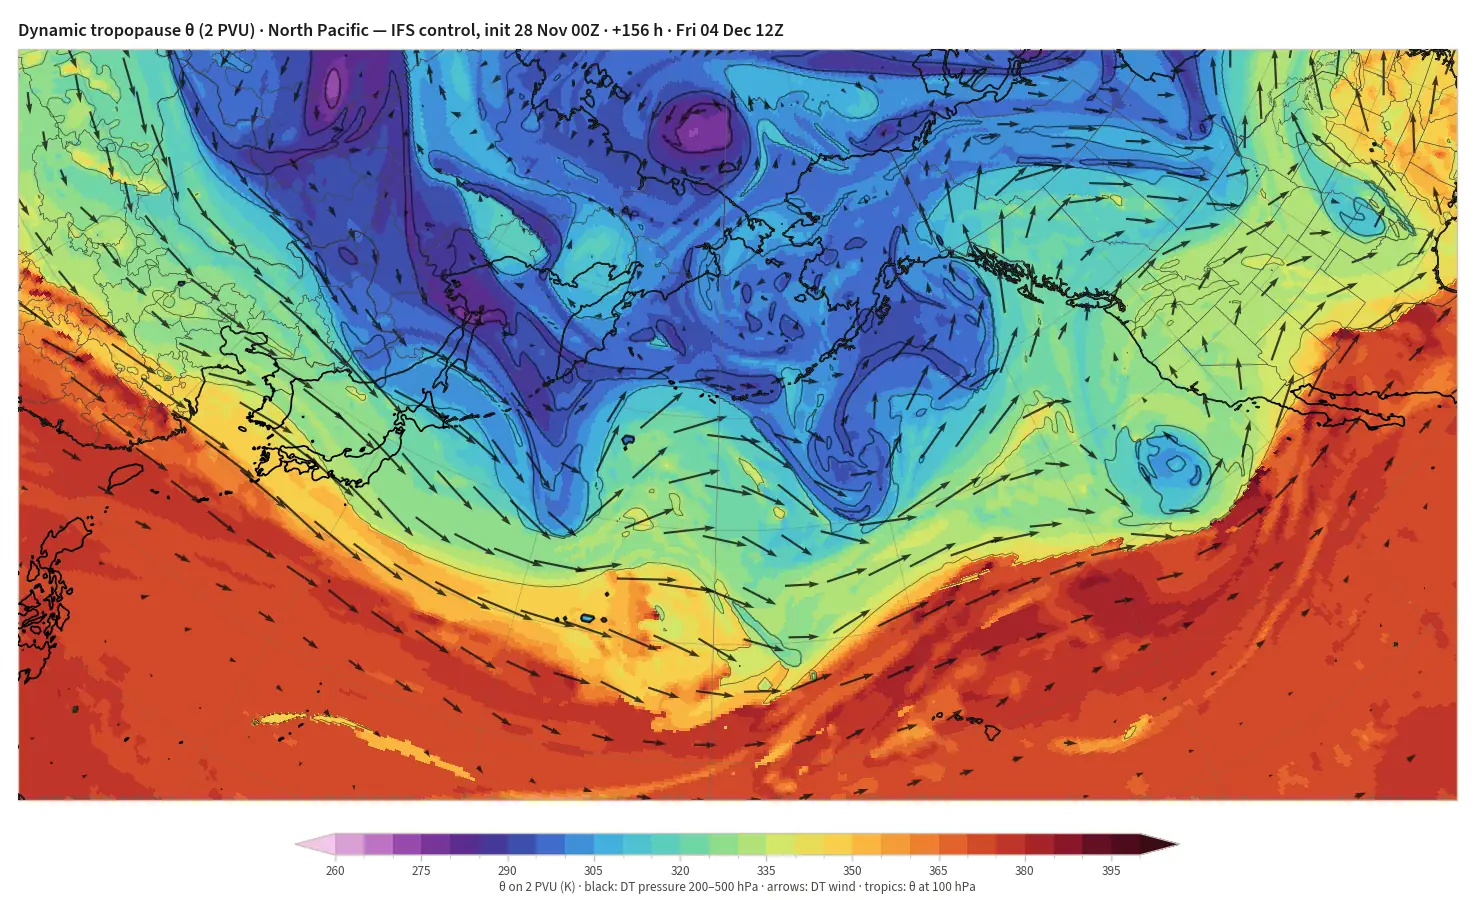 Dynamic tropopause θ (2 PVU) · North Pacific — IFS control, init 28 Nov 00Z · +156 h · Fri 04 Dec 12Z
260 275 290 305 320 335 350 365 380 395
θ on 2 PVU (K) · black: DT pressure 200–500 hPa · arrows: DT wind · tropics: θ at 100 hPa